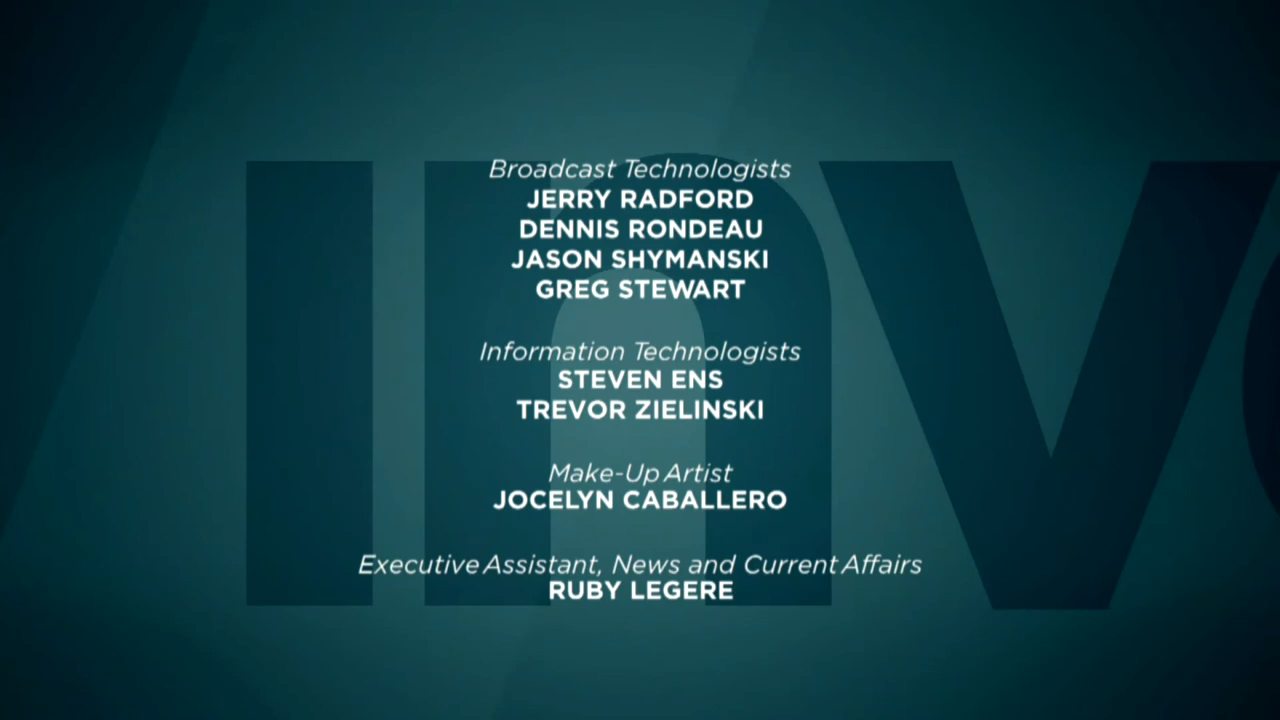 Inv
Broadcast Technologists
JERRY RADFORD
DENNIS RONDEAU
JASON SHYMANSKI
GREG STEWART
Information Technologists
STEVEN ENS
TREVOR ZIELINSKI
Make-Up Artist
JOCELYN CABALLERO
Executive Assistant, News and Current Affairs
RUBY LEGERE